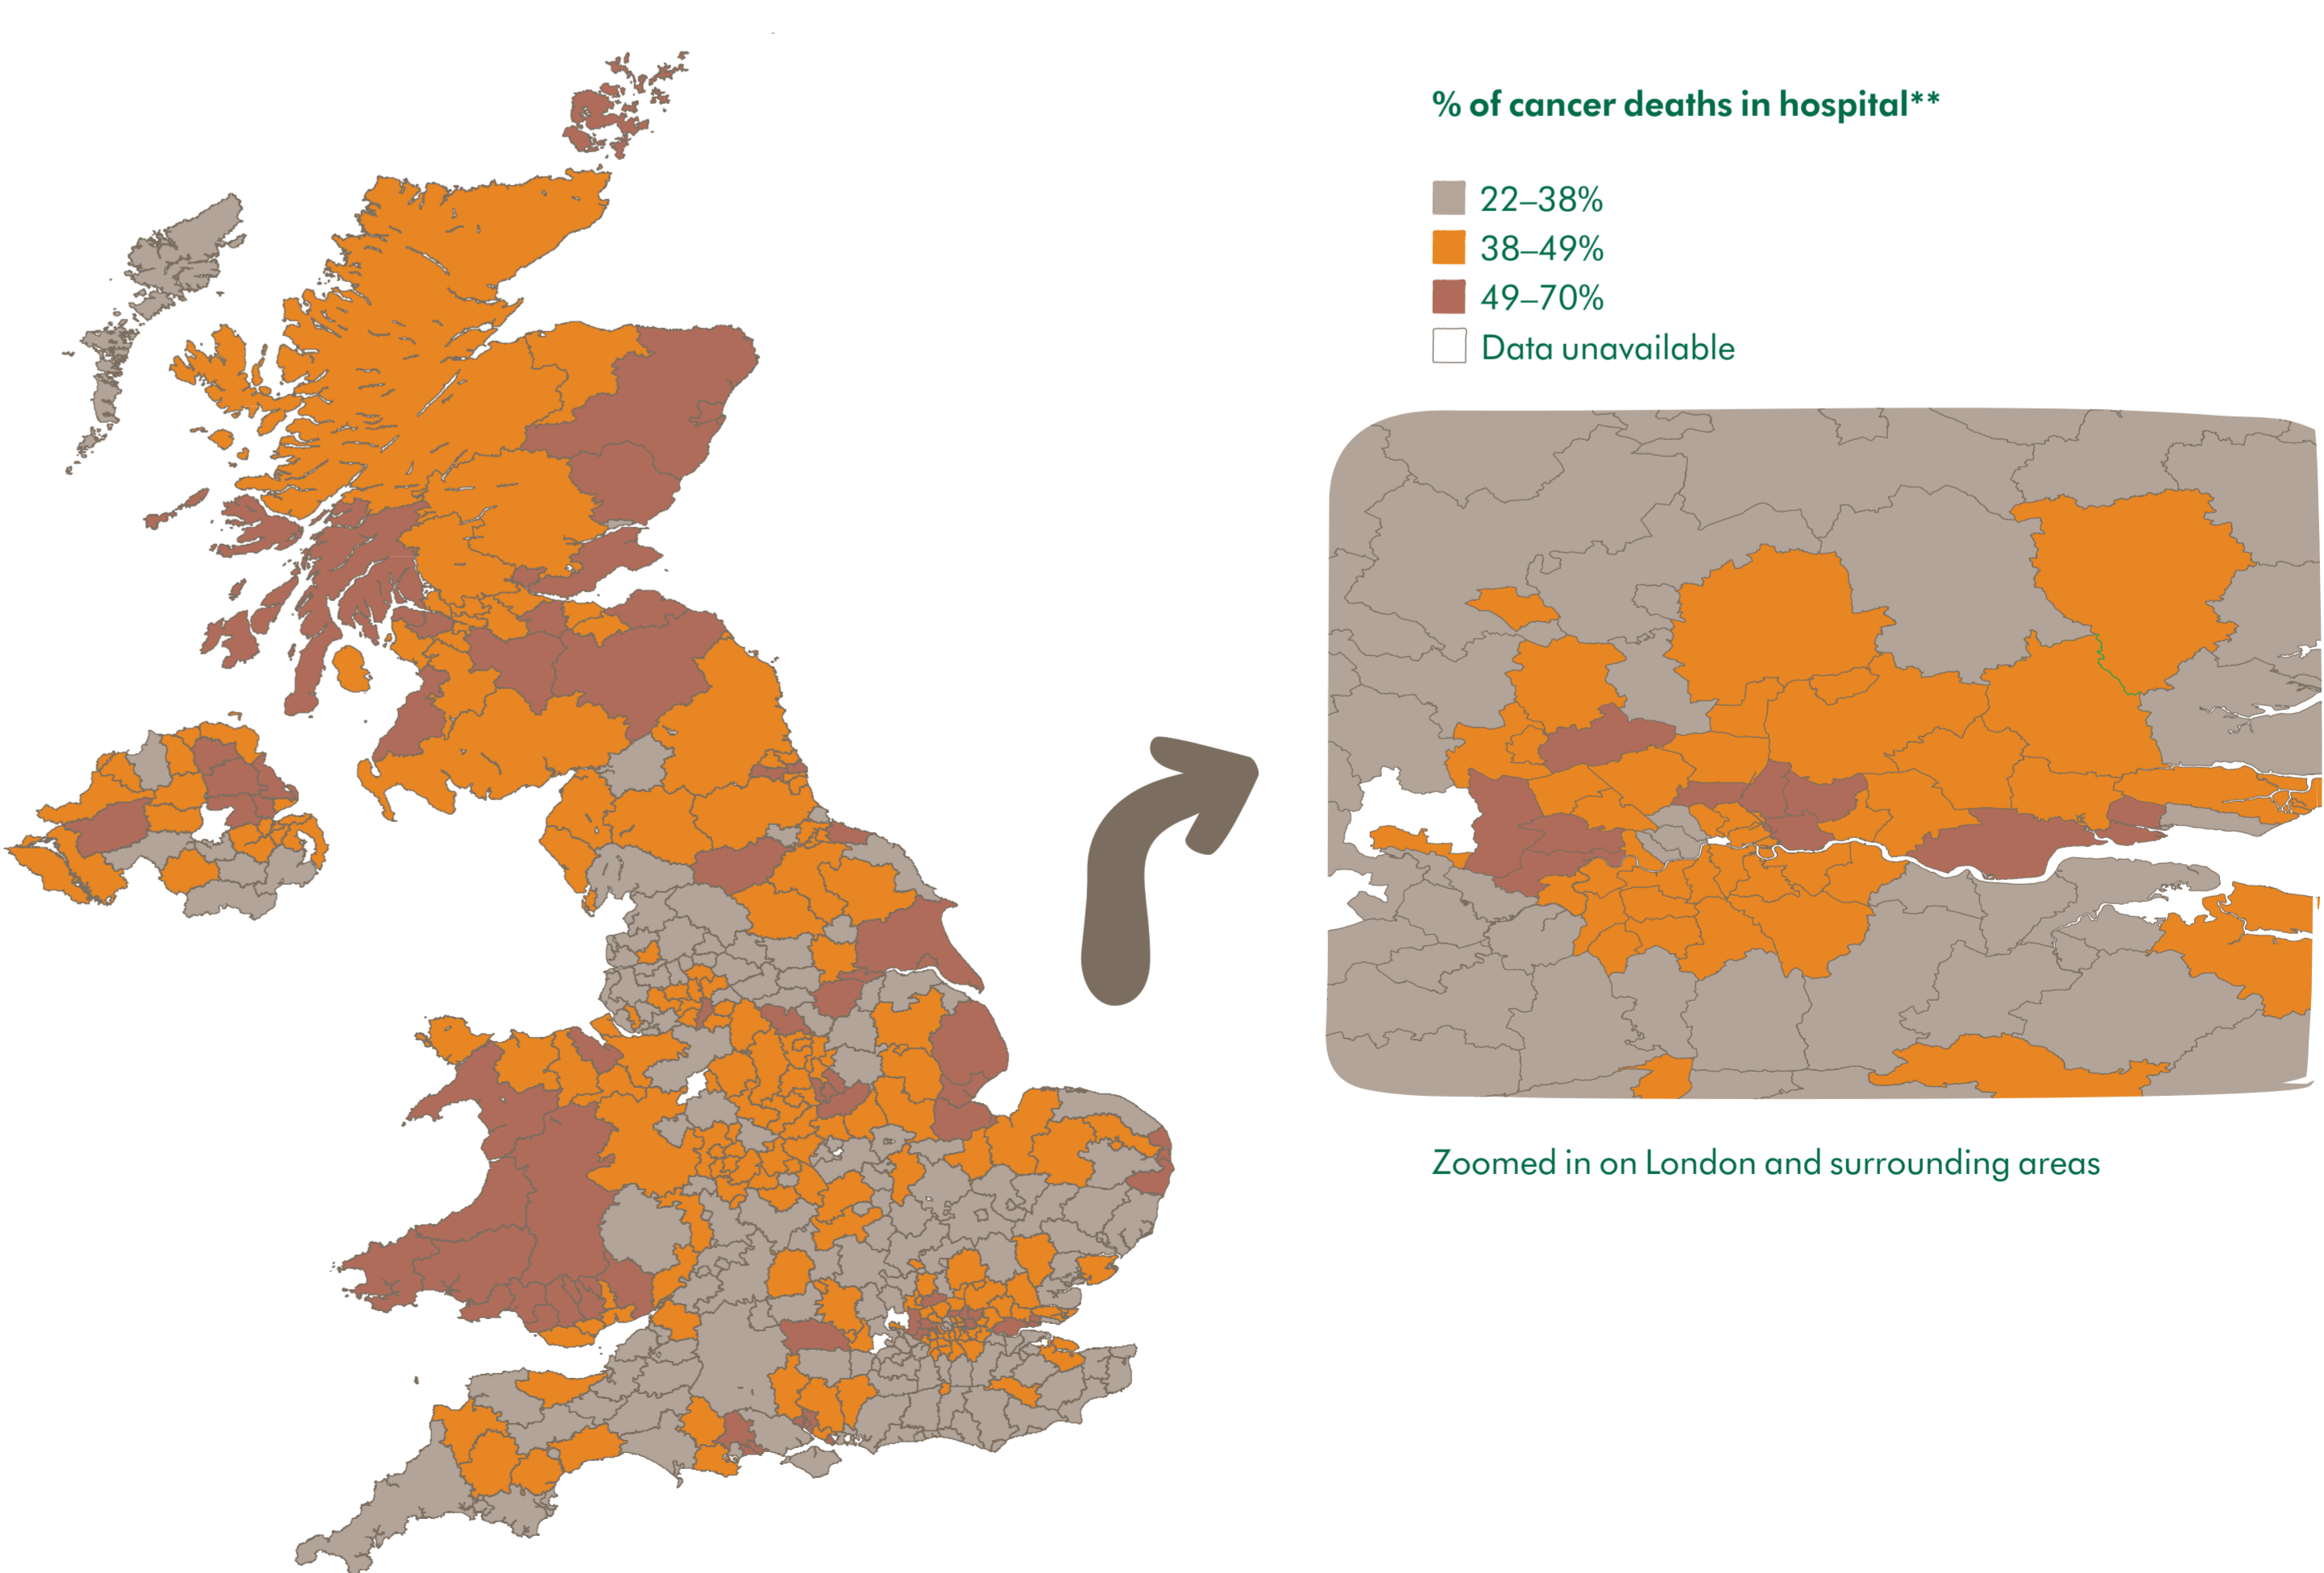 % of cancer deaths in hospital**
22–38%
38–49%
49–70%
Data unavailable
Zoomed in on London and surrounding areas